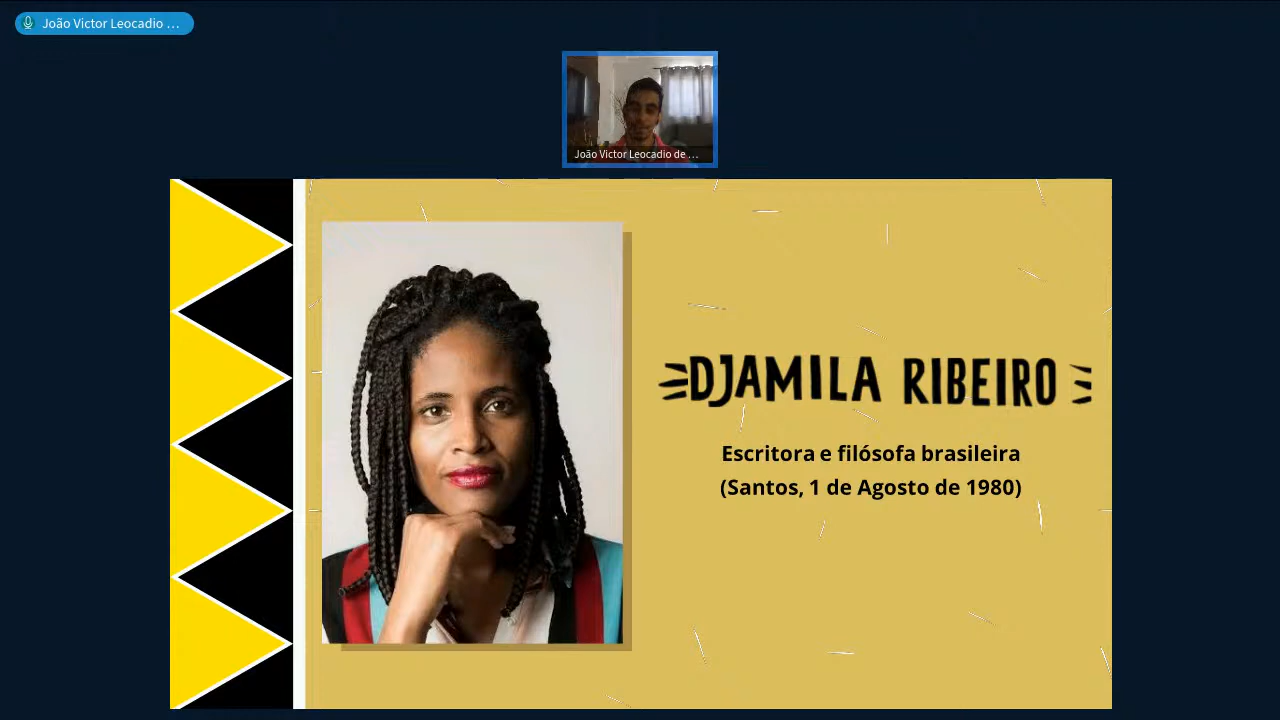 João Victor Leocadio ...
João Victor Leocadio de ...
DJAMILA RIBEIRO
Escritora e filósofa brasileira
(Santos, 1 de Agosto de 1980)